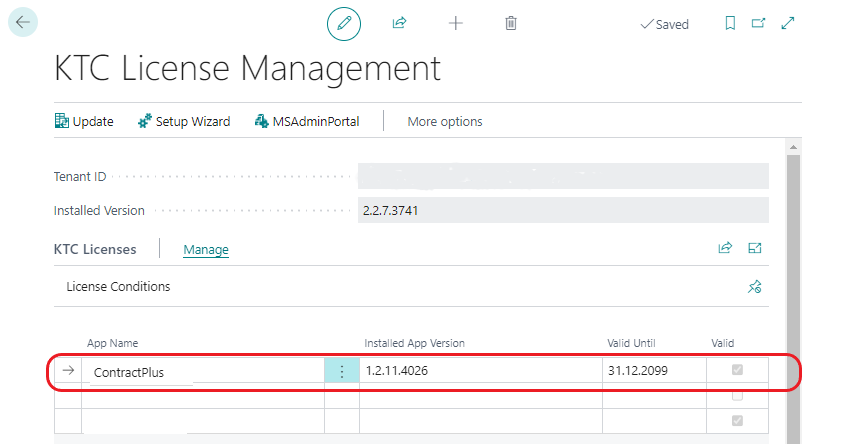 Saved
KTC License Management
Update Setup Wizard MSAdminPortal More options
Tenant ID
Installed Version 2.2.7.3741
KTC Licenses Manage
License Conditions
App Name Installed App Version Valid Until Valid
ContractPlus 1.2.11.4026 31.12.2099